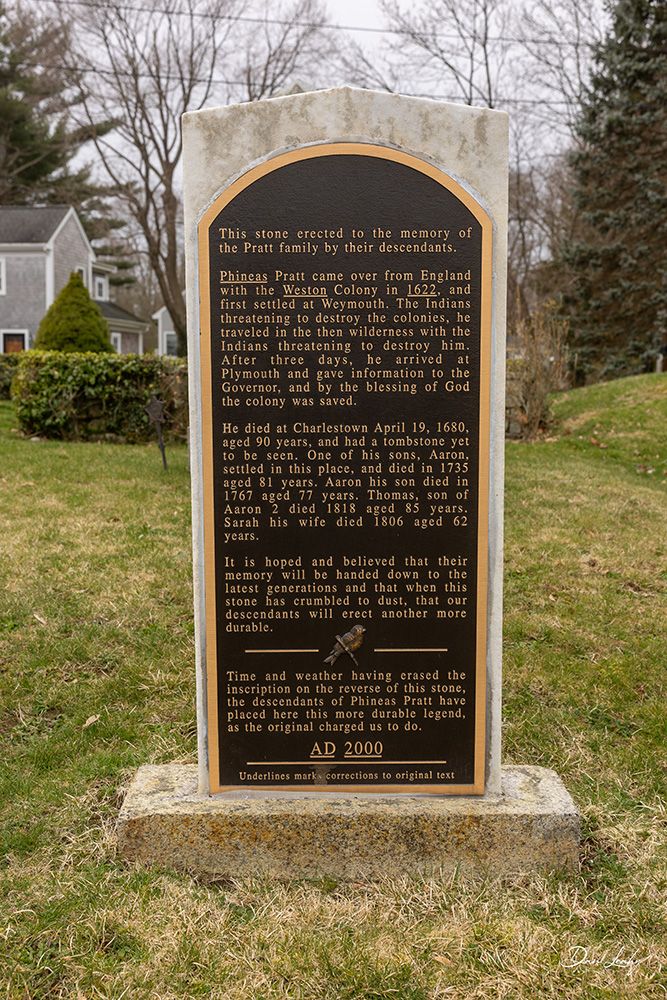 This stone erected to the memory of
the Pratt family by their descendants.
Phineas Pratt came over from England
with the Weston Colony in 1622, and
first settled at Weymouth. The Indians
threatening to destroy the colonies, he
traveled in the then wilderness with the
Indians threatening to destroy him.
After three days, he arrived at
Plymouth and gave information to the
Governor, and by the blessing of God
the colony was saved.
He died at Charlestown April 19, 1680,
aged 90 years, and had a tombstone yet
to be seen. One of his sons, Aaron,
settled in this place, and died in 1735
aged 81 years. Aaron his son died in
1767 aged 77 years. Thomas, son of
Aaron 2 died 1818 aged 85 years.
Sarah his wife died 1806 aged 62
years.
It is hoped and believed that their
memory will be handed down to the
latest generations and that when this
stone has crumbled to dust, that our
descendants will erect another more
durable.
Time and weather having erased the
inscription on the reverse of this stone,
the descendants of Phineas Pratt have
placed here this more durable legend,
as the original charged us to do.
AD 2000
Underlines mark corrections to original text